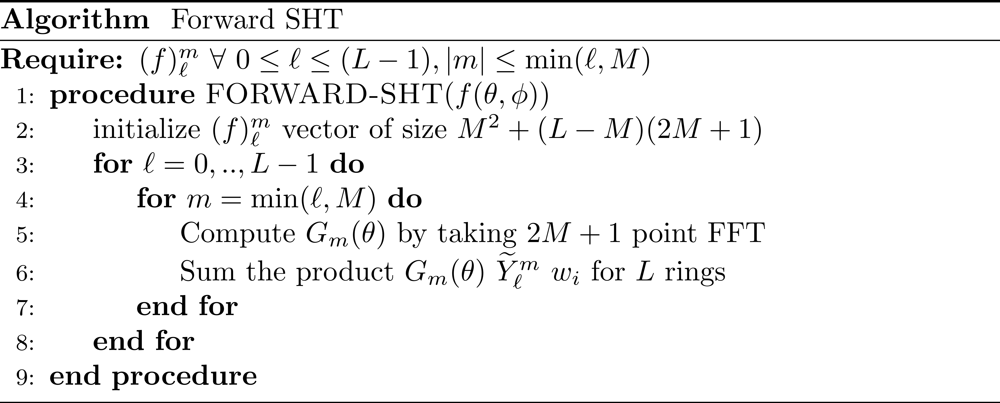 Algorithm Forward SHT
Require: $(f)_{\ell}^{m}\ \forall\ 0 \leq \ell \leq (L-1), |m| \leq \min(\ell, M)$
1: procedure FORWARD-SHT($f(\theta, \phi)$)
2: initialize $(f)_{\ell}^{m}$ vector of size $M^2 + (L-M)(2M+1)$
3: for $\ell = 0, .., L-1$ do
4: for $m = \min(\ell, M)$ do
5: Compute $G_m(\theta)$ by taking $2M+1$ point FFT
6: Sum the product $G_m(\theta)\ \widetilde{Y}_{\ell}^{m}\ w_i$ for $L$ rings
7: end for
8: end for
9: end procedure